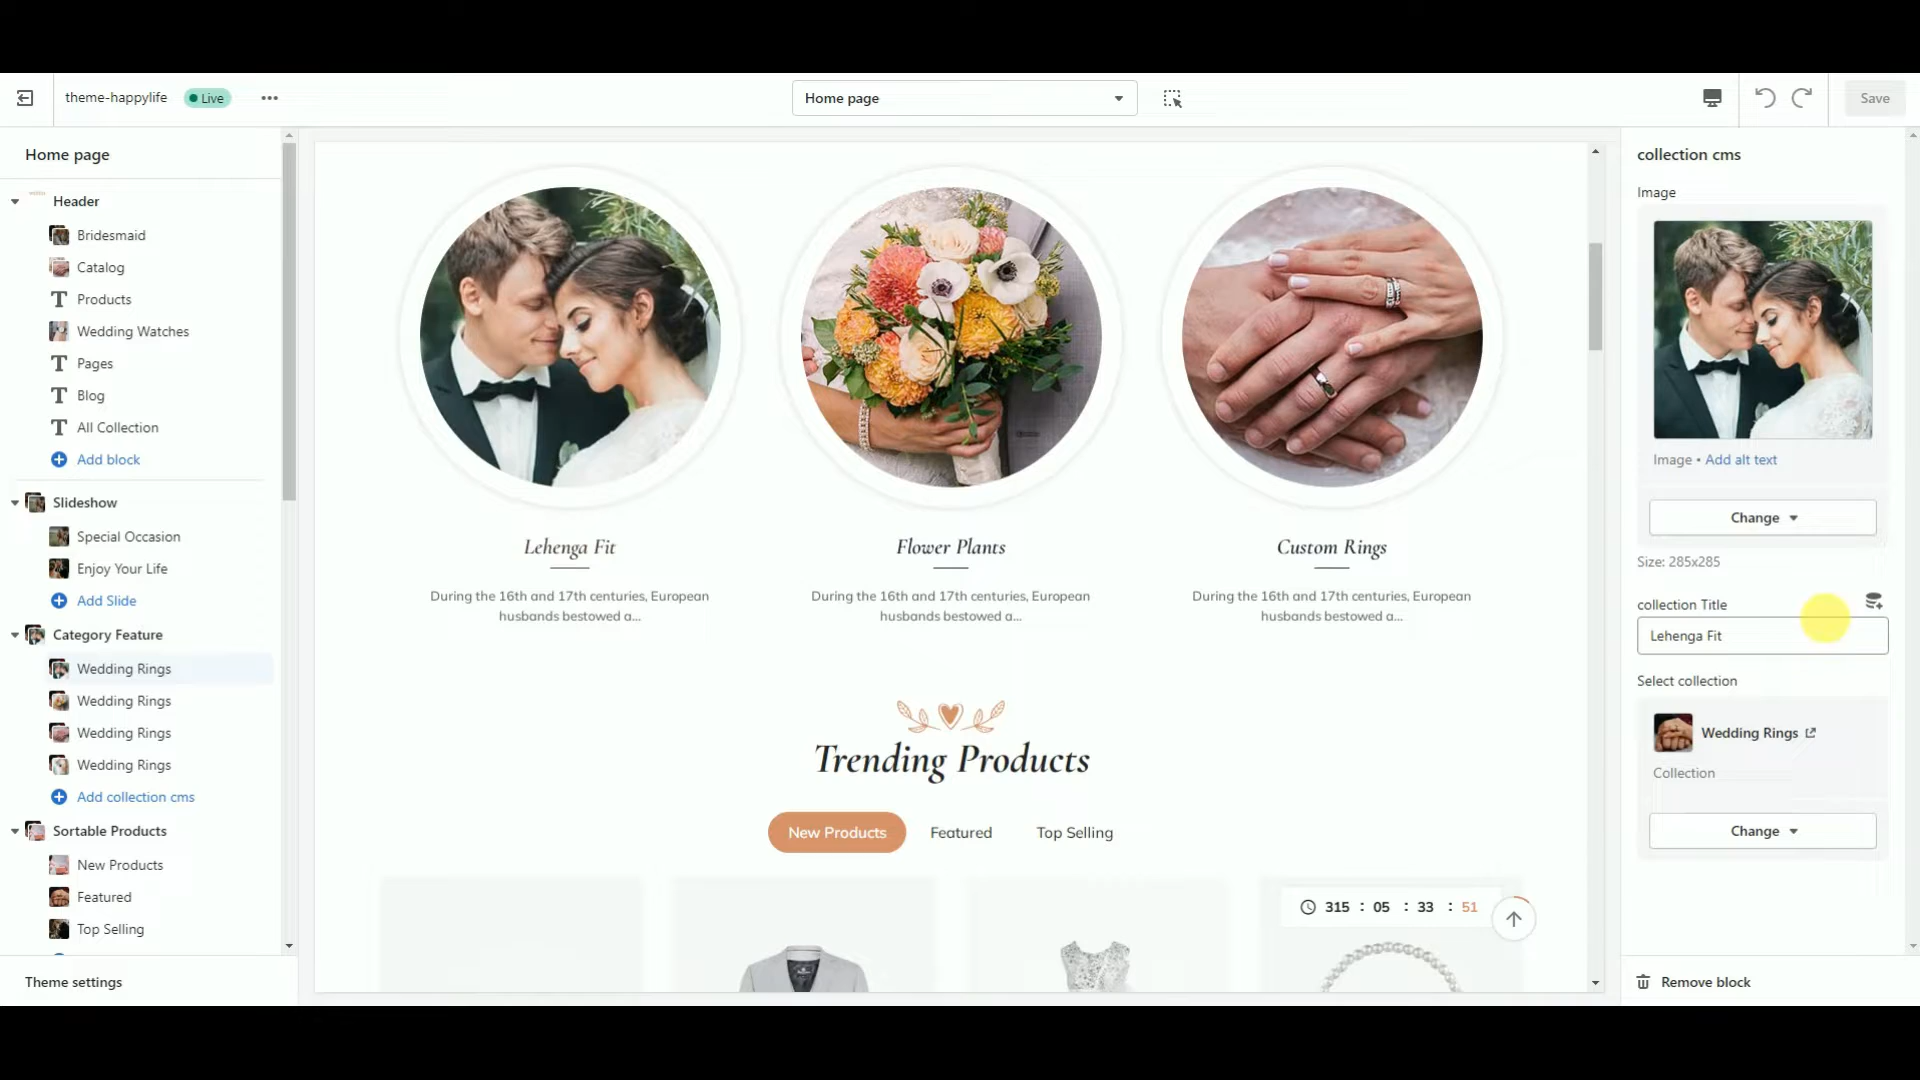 theme-happylife
Live
Home page
Save
Home page
Header
Bridesmaid
Catalog
Products
Wedding Watches
Pages
Blog
All Collection
Add block
Slideshow
Special Occasion
Enjoy Your Life
Add Slide
Category Feature
Wedding Rings
Wedding Rings
Wedding Rings
Wedding Rings
Add collection cms
Sortable Products
New Products
Featured
Top Selling
Theme settings
Lehenga Fit
During the 16th and 17th centuries, European
husbands bestowed a...
Flower Plants
During the 16th and 17th centuries, European
husbands bestowed a...
Custom Rings
During the 16th and 17th centuries, European
husbands bestowed a...
Trending Products
New Products Featured Top Selling
315 : 05 : 33 : 51
collection cms
Image
Image • Add alt text
Change
Size: 285x285
collection Title
Lehenga Fit
Select collection
Wedding Rings
Collection
Change
Remove block